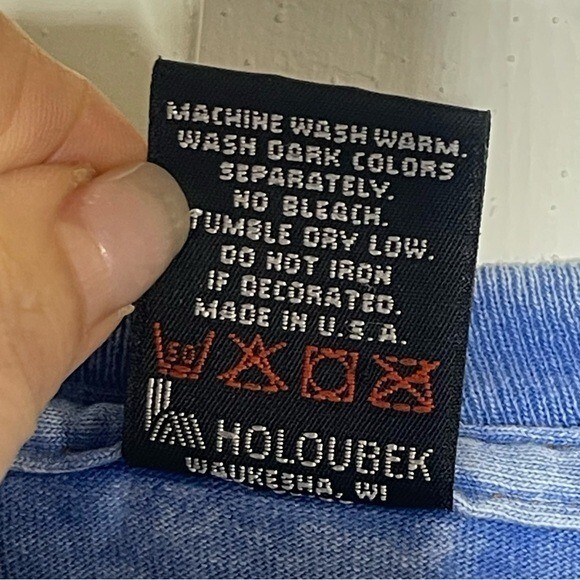 MACHINE WASH WARM.
WASH DARK COLORS
SEPARATELY.
NO BLEACH.
TUMBLE DRY LOW.
DO NOT IRON
IF DECORATED.
MADE IN U.S.A.
30
HOLOUBEK
WAUKESHA, WI